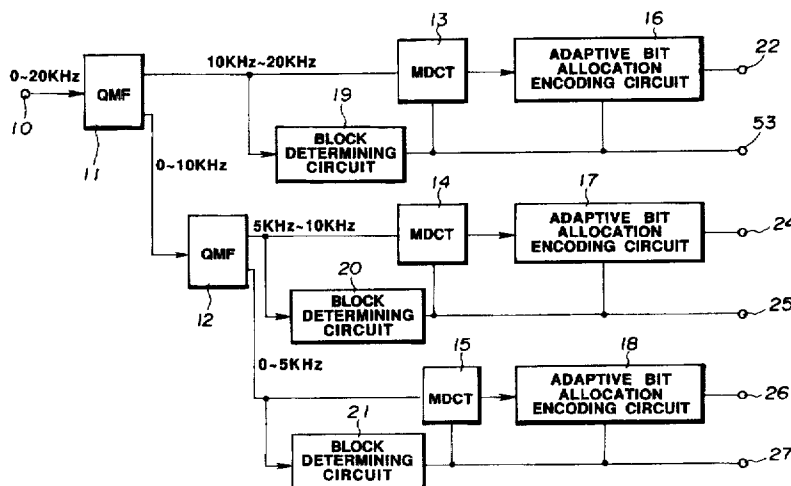 13
16
0~20KHz
10KHz~20KHz
22
QMF
MDCT
ADAPTIVE BIT
ALLOCATION
ENCODING CIRCUIT
10
11
19
53
0~10KHz
BLOCK
DETERMINING
CIRCUIT
14
17
5KHz~10KHz
24
QMF
MDCT
ADAPTIVE BIT
ALLOCATION
ENCODING CIRCUIT
12
20
25
BLOCK
DETERMINING
CIRCUIT
0~5KHz
15
18
MDCT
ADAPTIVE BIT
ALLOCATION
ENCODING CIRCUIT
26
21
BLOCK
DETERMINING
CIRCUIT
27